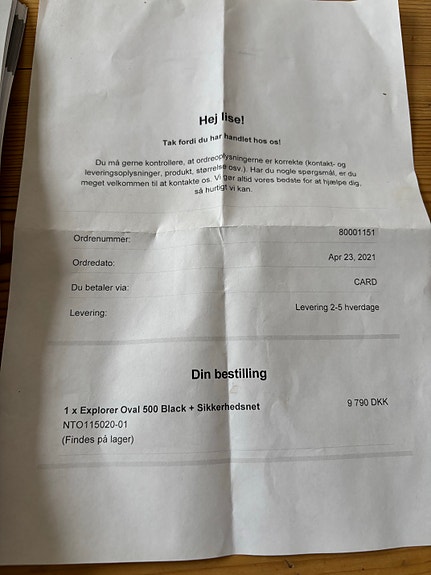 Hej lise!
Tak fordi du har handlet hos os!
Du må gerne kontrollere, at ordreoplysningerne er korrekte (kontakt- og
leveringsoplysninger, produkt, størrelse osv.). Har du nogle spørgsmål, er du
meget velkommen til at kontakte os. Vi gør altid vores bedste for at hjælpe dig,
så hurtigt vi kan.
Ordrenummer: 80001151
Ordredato: Apr 23, 2021
Du betaler via: CARD
Levering: Levering 2-5 hverdage
Din bestilling
1 x Explorer Oval 500 Black + Sikkerhedsnet 9 790 DKK
NTO115020-01
(Findes på lager)